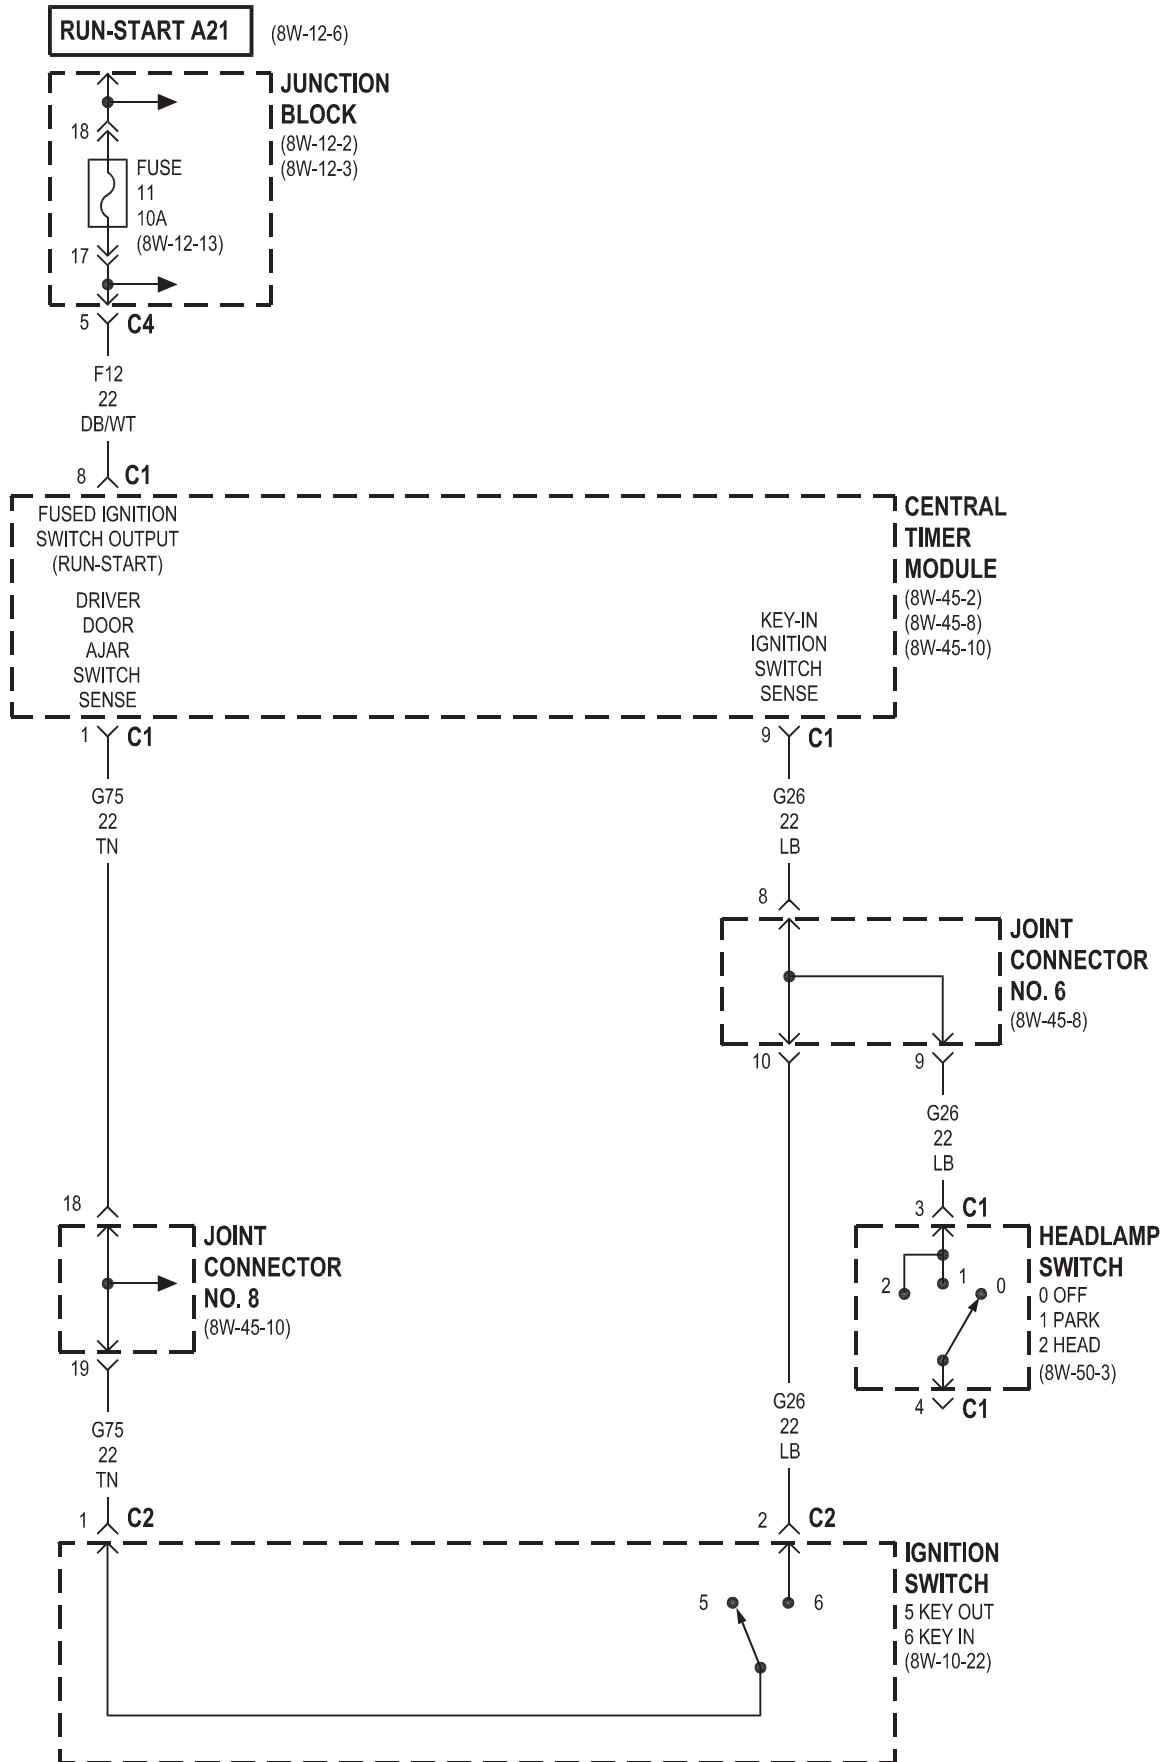 RUN-START A21
(8W-12-6)
JUNCTION
BLOCK
(8W-12-2)
(8W-12-3)
18
FUSE
11
10A
(8W-12-13)
17
5
C4
F12
22
DB/WT
8
C1
FUSED IGNITION
SWITCH OUTPUT
(RUN-START)
DRIVER
DOOR
AJAR
SWITCH
SENSE
KEY-IN
IGNITION
SWITCH
SENSE
CENTRAL
TIMER
MODULE
(8W-45-2)
(8W-45-8)
(8W-45-10)
1
C1
9
C1
G75
22
TN
G26
22
LB
8
JOINT
CONNECTOR
NO. 6
(8W-45-8)
10
9
G26
22
LB
18
JOINT
CONNECTOR
NO. 8
(8W-45-10)
19
3
C1
2
1
0
HEADLAMP
SWITCH
0 OFF
1 PARK
2 HEAD
(8W-50-3)
4
C1
G75
22
TN
G26
22
LB
1
C2
2
C2
5
6
IGNITION
SWITCH
5 KEY OUT
6 KEY IN
(8W-10-22)